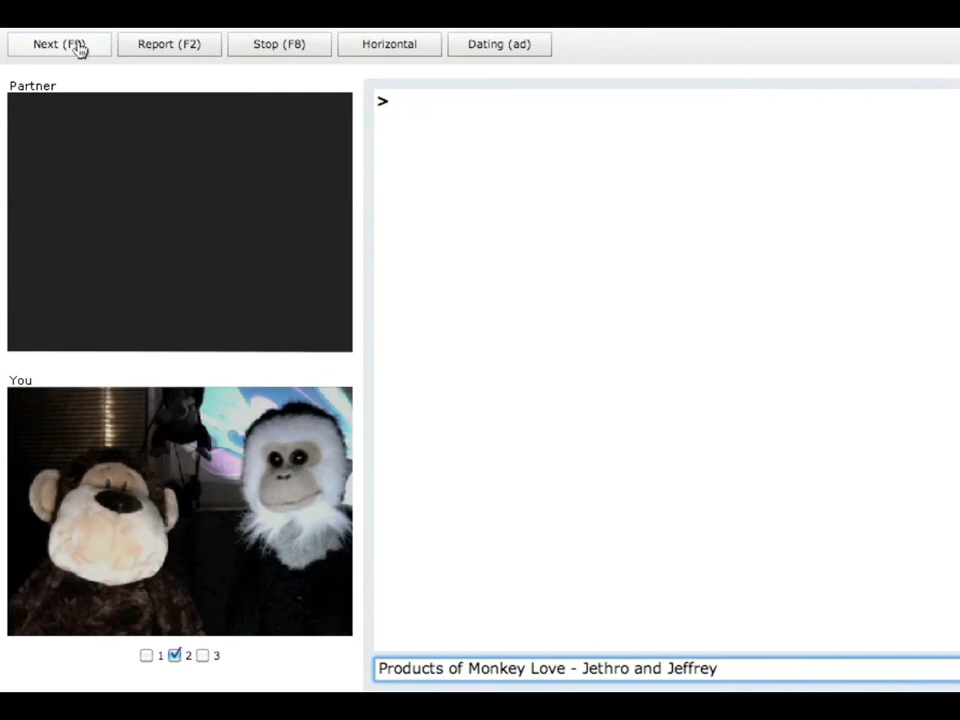 Next (F9) Report (F2) Stop (F8) Horizontal Dating (ad)
Partner
>
You
1 2 3
Products of Monkey Love - Jethro and Jeffrey